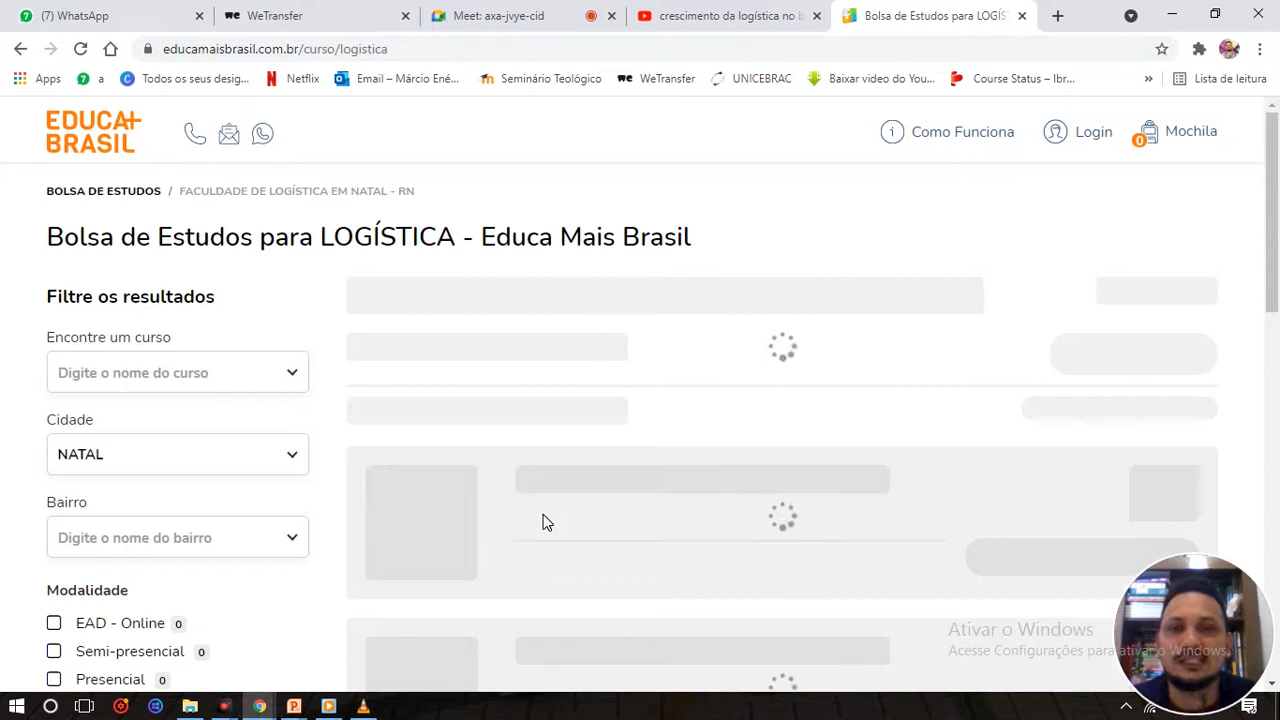 (7) WhatsApp
WeTransfer
Meet: axa-jvye-cid
crescimento da logística no b
Bolsa de Estudos para LOGÍS
educamaisbrasil.com.br/curso/logistica
Apps
7 a
Todos os seus desig...
Netflix
Email – Márcio Ené...
Seminário Teológico
WeTransfer
UNICEBRAC
Baixar video do You...
Course Status – Ibr...
»
Lista de leitura
EDUCA+
BRASIL
Como Funciona
Login
0
Mochila
BOLSA DE ESTUDOS / FACULDADE DE LOGÍSTICA EM NATAL - RN
Bolsa de Estudos para LOGÍSTICA - Educa Mais Brasil
Filtre os resultados
Encontre um curso
Digite o nome do curso
Cidade
NATAL
Bairro
Digite o nome do bairro
Modalidade
EAD - Online 0
Semi-presencial 0
Presencial 0
Ativar o Windows
Acesse Configurações para ativar o Windows.